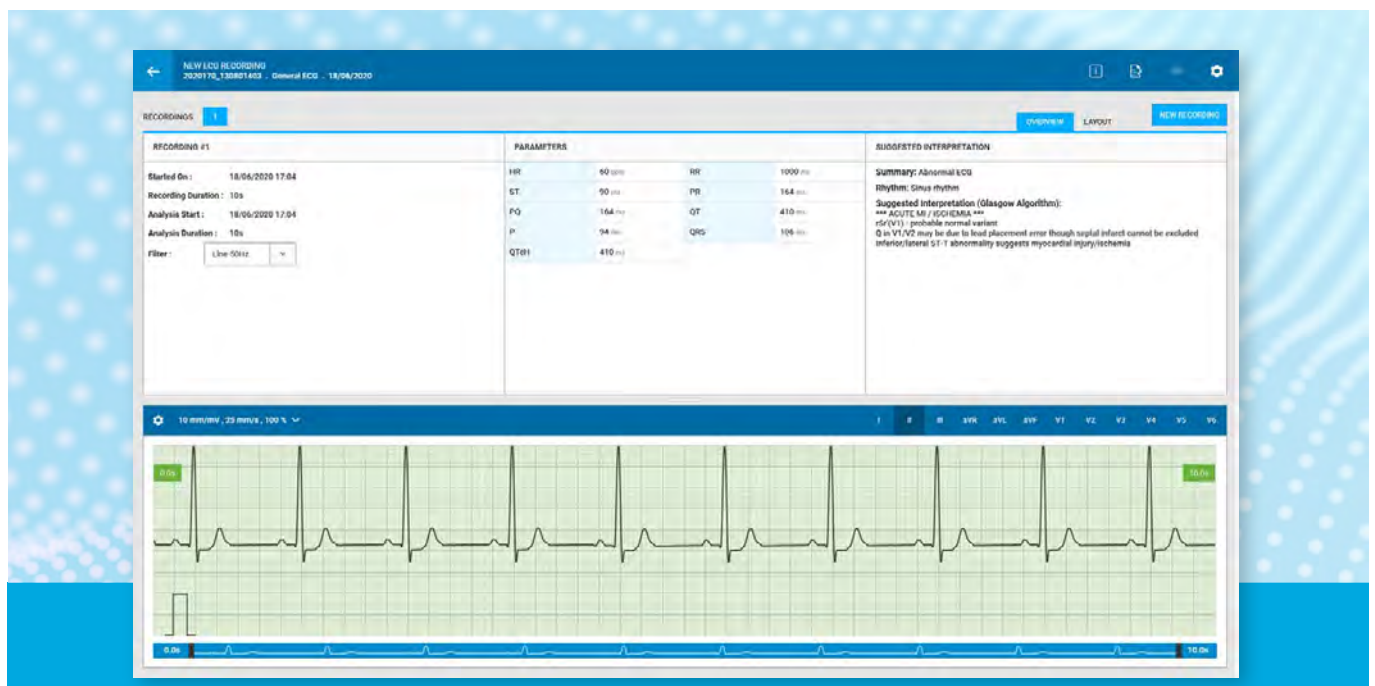 NEW ECG RECORDING
2020170_130801403 . General ECG . 18/06/2020
RECORDINGS 1
OVERVIEW LAYOUT NEW RECORDING
RECORDING #1
Started On : 18/06/2020 17:04
Recording Duration : 10s
Analysis Start : 18/06/2020 17:04
Analysis Duration : 10s
Filter : Line 50Hz
PARAMETERS
HR 60 bpm RR 1000 ms
ST 90 ms PR 164 ms
PQ 164 ms QT 410 ms
P 94 ms QRS 106 ms
410 ms
SUGGESTED INTERPRETATION
Summary: Abnormal ECG
Rhythm: Sinus rhythm
Suggested Interpretation (Glasgow Algorithm):
*** ACUTE MI / ISCHEMIA ***
rSr'(V1) - probable normal variant
Q in V1/V2 may be due to lead placement error though septal infarct cannot be excluded
Inferior/lateral ST-T abnormality suggests myocardial injury/ischemia
10 mm/mV , 25 mm/s , 100 %
I II III aVR aVL aVF V1 V2 V3 V4 V5 V6
0.0s 10.0s
0.0s 10.0s